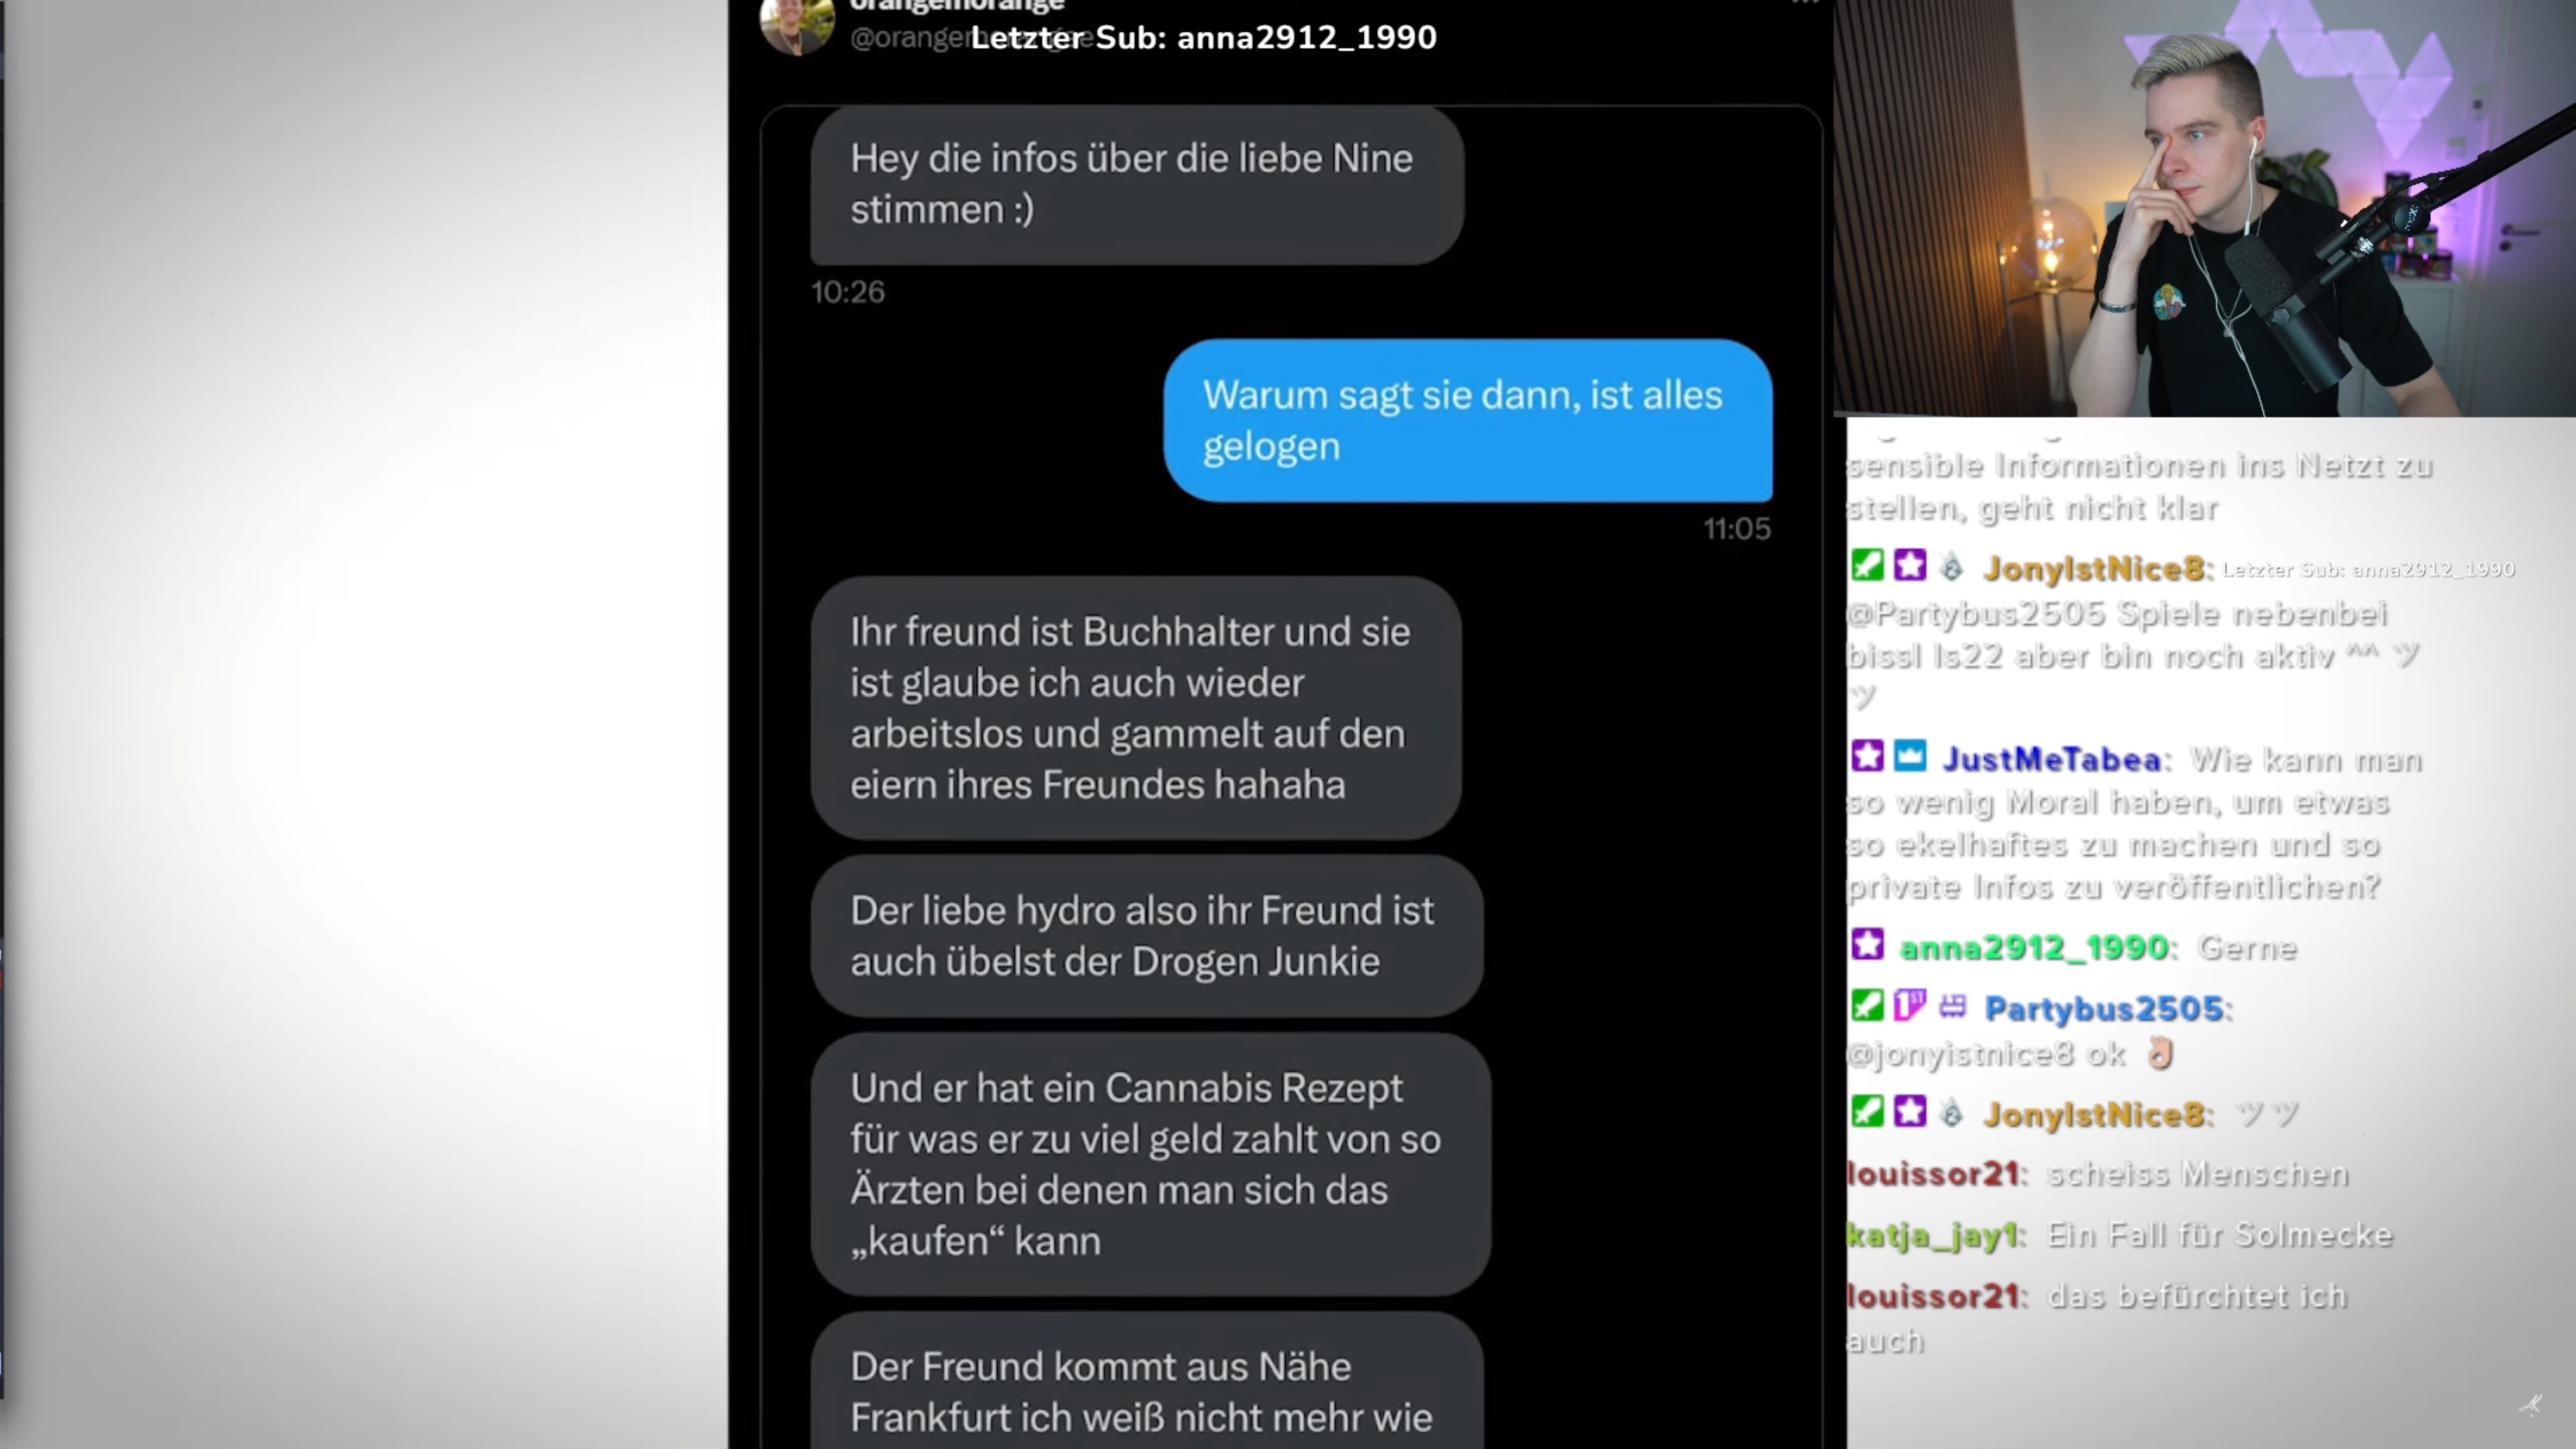 orangemorange
Letzter Sub: anna2912_1990
Hey die infos über die liebe Nine
stimmen :)
10:26
Warum sagt sie dann, ist alles
gelogen
11:05
Ihr freund ist Buchhalter und sie
ist glaube ich auch wieder
arbeitslos und gammelt auf den
eiern ihres Freundes hahaha
Der liebe hydro also ihr Freund ist
auch übelst der Drogen Junkie
Und er hat ein Cannabis Rezept
für was er zu viel geld zahlt von so
Ärzten bei denen man sich das
„kaufen“ kann
Der Freund kommt aus Nähe
Frankfurt ich weiß nicht mehr wie
sensible Informationen ins Netzt zu
stellen, geht nicht klar
JonyIstNice8: Letzter Sub: anna2912_1990
@Partybus2505 Spiele nebenbei
bissl ls22 aber bin noch aktiv ^^ ツ
ツ
JustMeTabea: Wie kann man
so wenig Moral haben, um etwas
so ekelhaftes zu machen und so
private Infos zu veröffentlichen?
anna2912_1990: Gerne
Partybus2505:
@jonyistnice8 ok 👌
JonyIstNice8: ツツ
louissor21: scheiss Menschen
katja_jay1: Ein Fall für Solmecke
louissor21: das befürchtet ich
auch